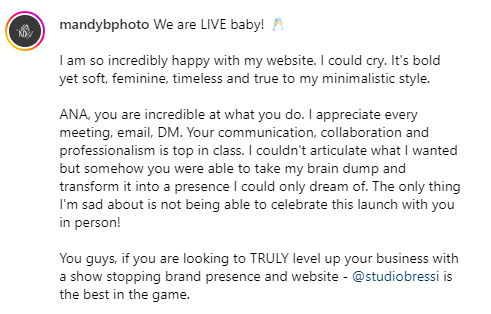 mandybphoto We are LIVE baby! 🥂
I am so incredibly happy with my website. I could cry. It's bold
yet soft, feminine, timeless and true to my minimalistic style.
ANA, you are incredible at what you do. I appreciate every
meeting, email, DM. Your communication, collaboration and
professionalism is top in class. I couldn't articulate what I wanted
but somehow you were able to take my brain dump and
transform it into a presence I could only dream of. The only thing
I'm sad about is not being able to celebrate this launch with you
in person!
You guys, if you are looking to TRULY level up your business with
a show stopping brand presence and website - @studiobressi is
the best in the game.